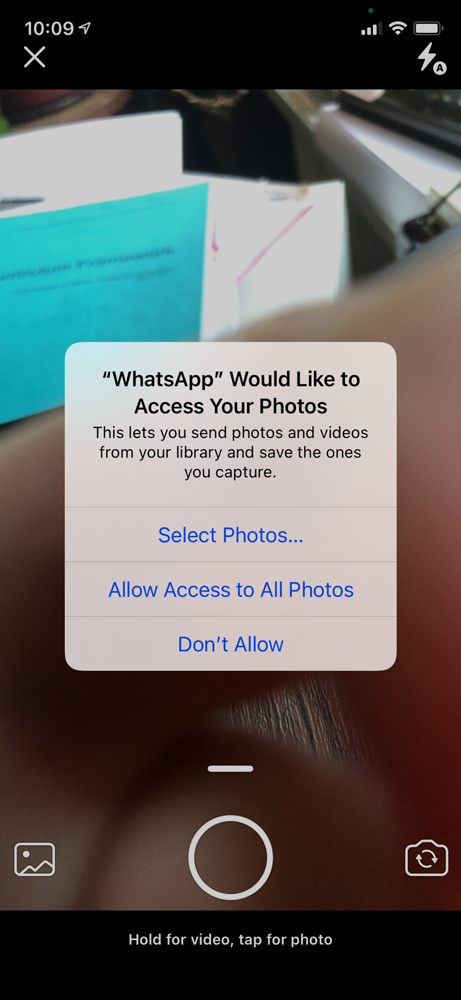 10:09
A
rriculum Framework
“WhatsApp” Would Like to
Access Your Photos
This lets you send photos and videos
from your library and save the ones
you capture.
Select Photos...
Allow Access to All Photos
Don’t Allow
Hold for video, tap for photo